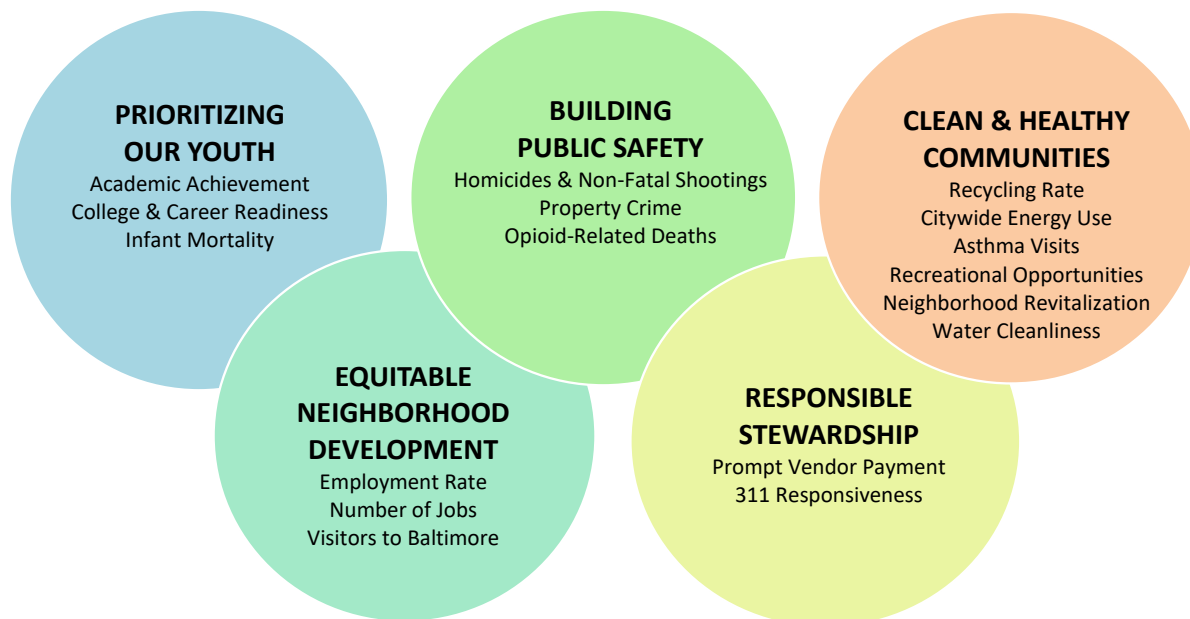 PRIORITIZING
OUR YOUTH
Academic Achievement
College & Career Readiness
Infant Mortality
BUILDING
PUBLIC SAFETY
Homicides & Non-Fatal Shootings
Property Crime
Opioid-Related Deaths
CLEAN & HEALTHY
COMMUNITIES
Recycling Rate
Citywide Energy Use
Asthma Visits
Recreational Opportunities
Neighborhood Revitalization
Water Cleanliness
EQUITABLE
NEIGHBORHOOD
DEVELOPMENT
Employment Rate
Number of Jobs
Visitors to Baltimore
RESPONSIBLE
STEWARDSHIP
Prompt Vendor Payment
311 Responsiveness